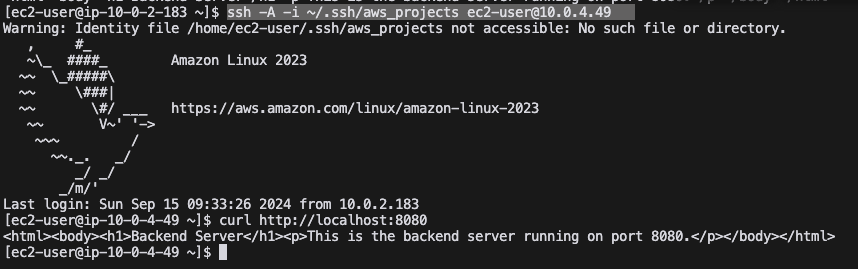 [ec2-user@ip-10-0-2-183 ~]$ ssh -A -i ~/.ssh/aws_projects ec2-user@10.0.4.49
Warning: Identity file /home/ec2-user/.ssh/aws_projects not accessible: No such file or directory.
   ,     #_
   ~\_  ####_        Amazon Linux 2023
  ~~  \_#####\
  ~~     \###|
  ~~       \#/ ___   https://aws.amazon.com/linux/amazon-linux-2023
   ~~       V~' '->
    ~~~         /
      ~~._.   _/
         _/ _/
       _/m/'
Last login: Sun Sep 15 09:33:26 2024 from 10.0.2.183
[ec2-user@ip-10-0-4-49 ~]$ curl http://localhost:8080
<html><body><h1>Backend Server</h1><p>This is the backend server running on port 8080.</p></body></html>
[ec2-user@ip-10-0-4-49 ~]$